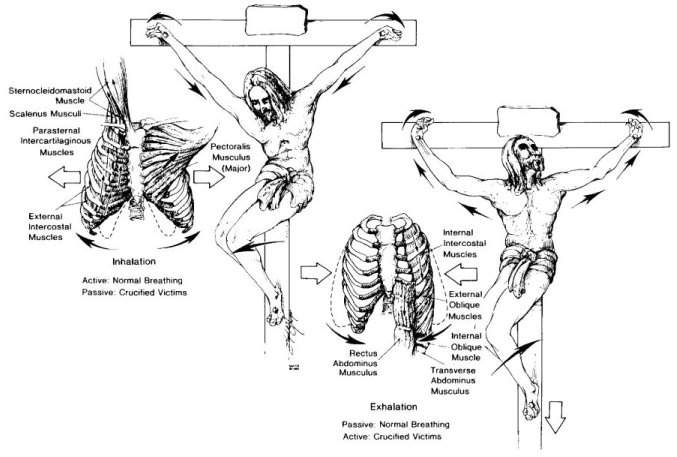 Sternocleidomastoid
Muscle
Scalenus Musculi
Parasternal
Intercartilaginous
Muscles
Pectoralis
Musculus
(Major)
External
Intercostal
Muscles
Inhalation
Active: Normal Breathing
Passive: Crucified Victims
Internal
Intercostal
Muscles
External
Oblique
Muscles
Internal
Oblique
Muscle
Rectus
Abdominus
Musculus
Transverse
Abdominus
Musculus
Exhalation
Passive: Normal Breathing
Active: Crucified Victims